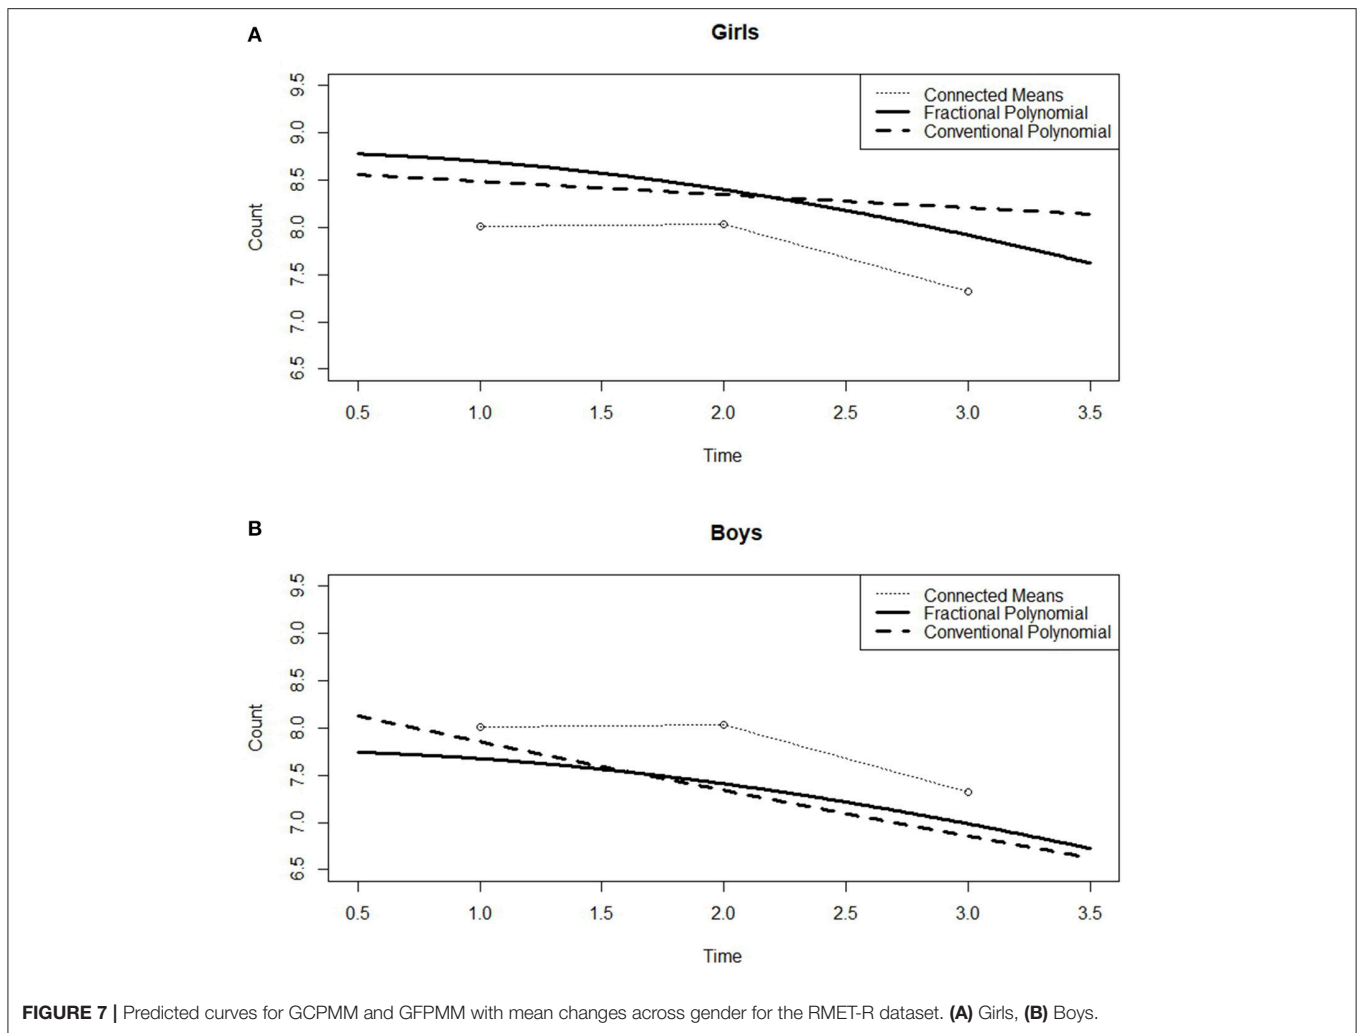 A
Girls
Connected Means
Fractional Polynomial
Conventional Polynomial
9.5
9.0
8.5
8.0
7.5
7.0
6.5
Count
0.5 1.0 1.5 2.0 2.5 3.0 3.5
Time
B
Boys
Connected Means
Fractional Polynomial
Conventional Polynomial
9.5
9.0
8.5
8.0
7.5
7.0
6.5
Count
0.5 1.0 1.5 2.0 2.5 3.0 3.5
Time
FIGURE 7 | Predicted curves for GCPMM and GFPMM with mean changes across gender for the RMET-R dataset. (A) Girls, (B) Boys.